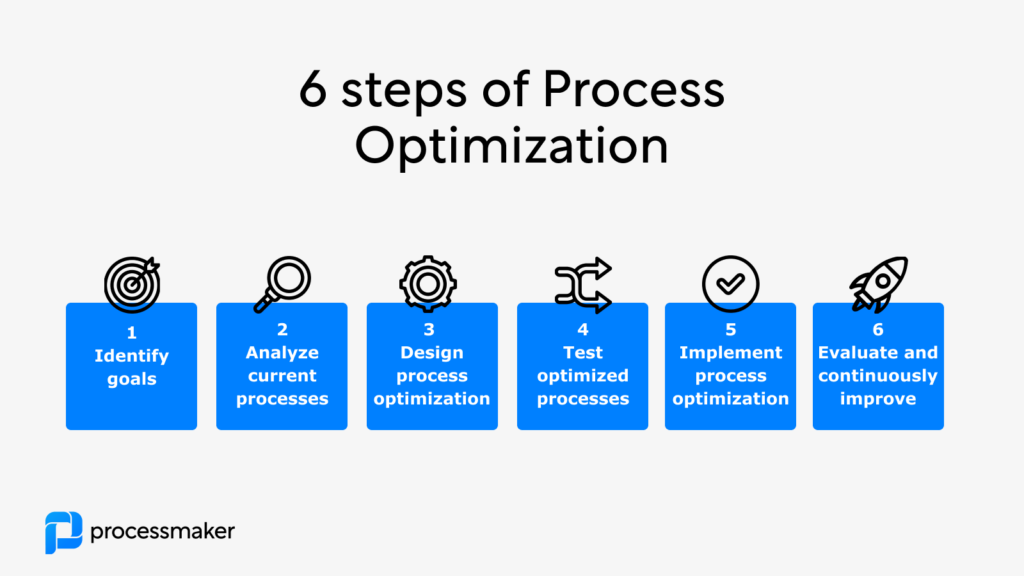 6 steps of Process
Optimization
1
Identify
goals
2
Analyze
current
processes
3
Design
process
optimization
4
Test
optimized
processes
5
Implement
process
optimization
6
Evaluate and
continuously
improve
processmaker